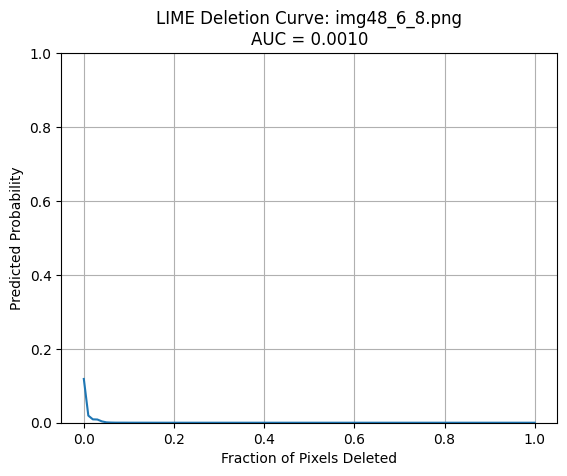 LIME Deletion Curve: img48_6_8.png
AUC = 0.0010
1.0
0.8
0.6
0.4
0.2
0.0
Predicted Probability
0.0 0.2 0.4 0.6 0.8 1.0
Fraction of Pixels Deleted